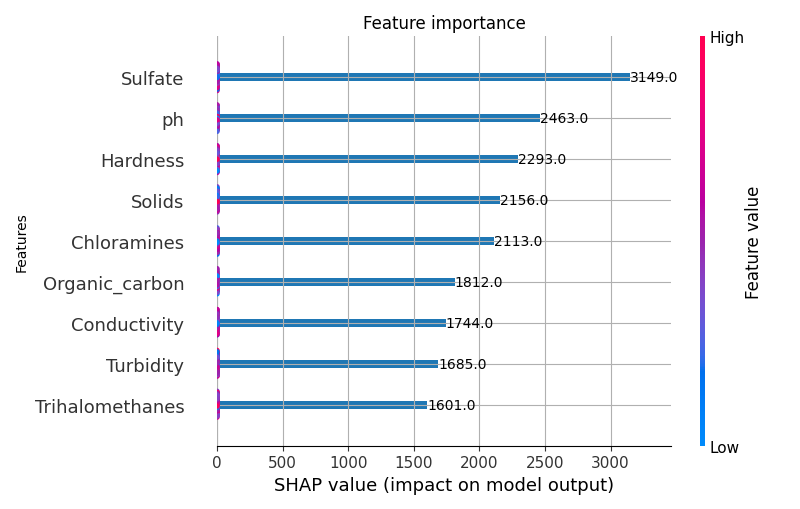 Feature importance
High
Sulfate 3149.0
ph 2463.0
Hardness 2293.0
Solids 2156.0
Chloramines 2113.0
Organic_carbon 1812.0
Conductivity 1744.0
Turbidity 1685.0
Trihalomethanes 1601.0
Features
Feature value
Low
0 500 1000 1500 2000 2500 3000
SHAP value (impact on model output)